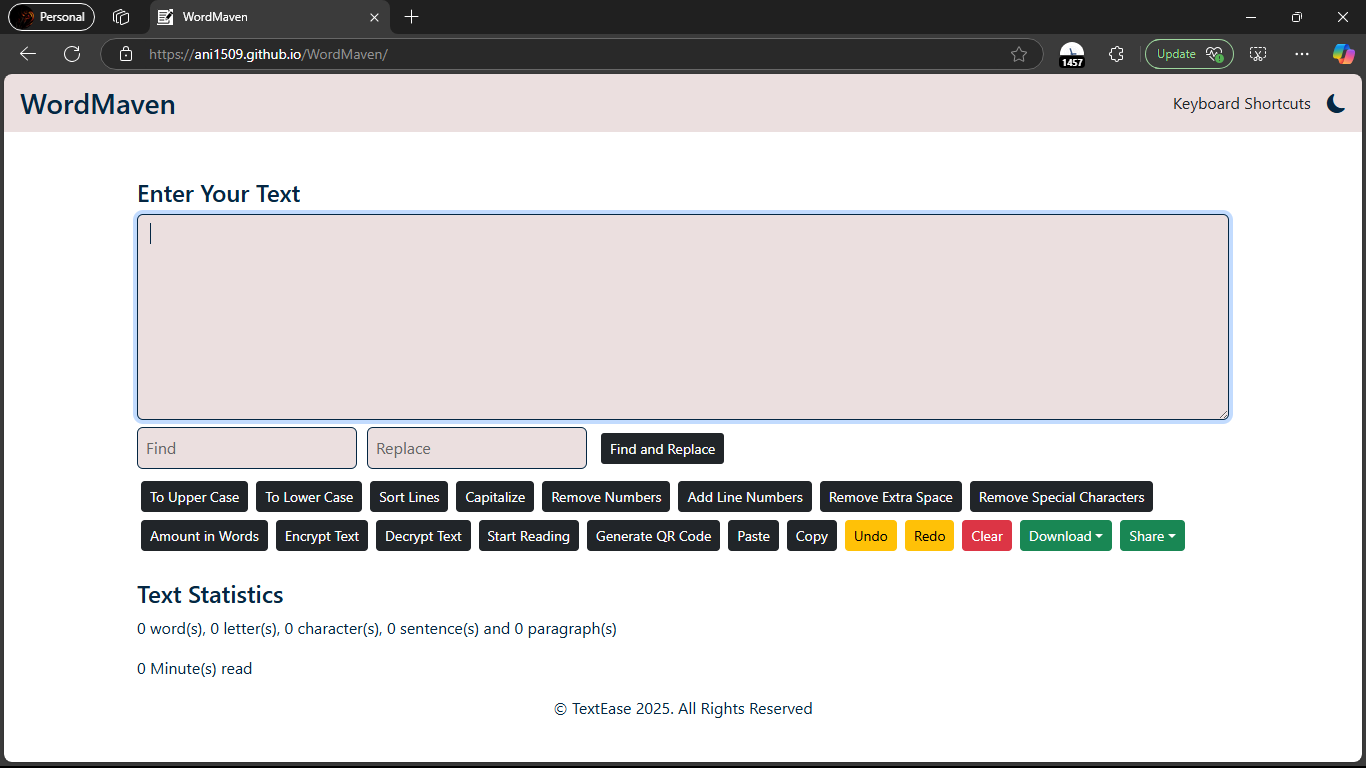 Personal
WordMaven
https://ani1509.github.io/WordMaven/
1457
Update
WordMaven
Keyboard Shortcuts
Enter Your Text
Find
Replace
Find and Replace
To Upper Case
To Lower Case
Sort Lines
Capitalize
Remove Numbers
Add Line Numbers
Remove Extra Space
Remove Special Characters
Amount in Words
Encrypt Text
Decrypt Text
Start Reading
Generate QR Code
Paste
Copy
Undo
Redo
Clear
Download
Share
Text Statistics
0 word(s), 0 letter(s), 0 character(s), 0 sentence(s) and 0 paragraph(s)
0 Minute(s) read
© TextEase 2025. All Rights Reserved